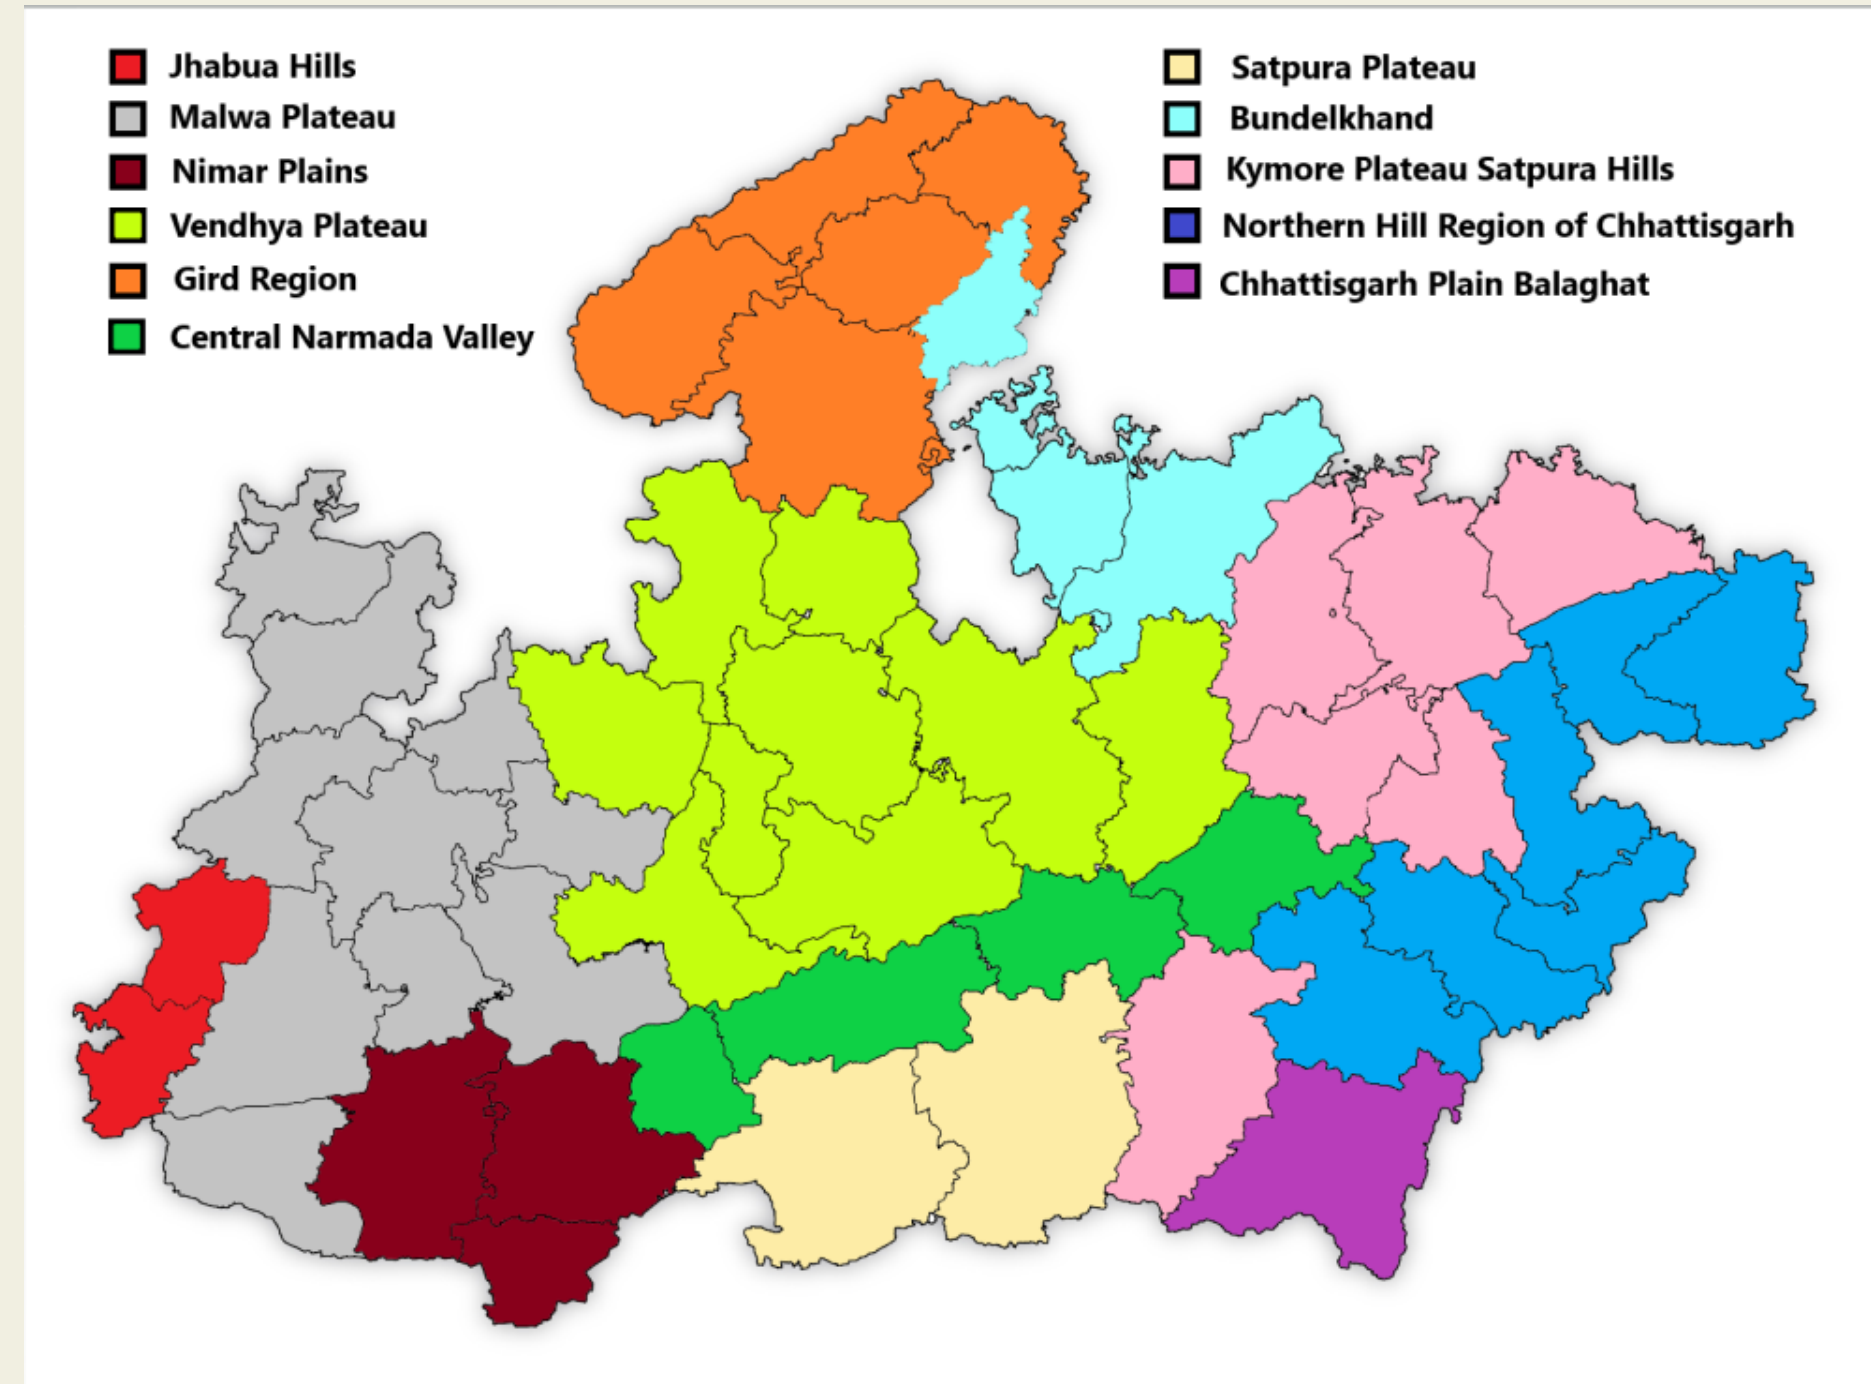 Jhabua Hills
Malwa Plateau
Nimar Plains
Vendhya Plateau
Gird Region
Central Narmada Valley
Satpura Plateau
Bundelkhand
Kymore Plateau Satpura Hills
Northern Hill Region of Chhattisgarh
Chhattisgarh Plain Balaghat